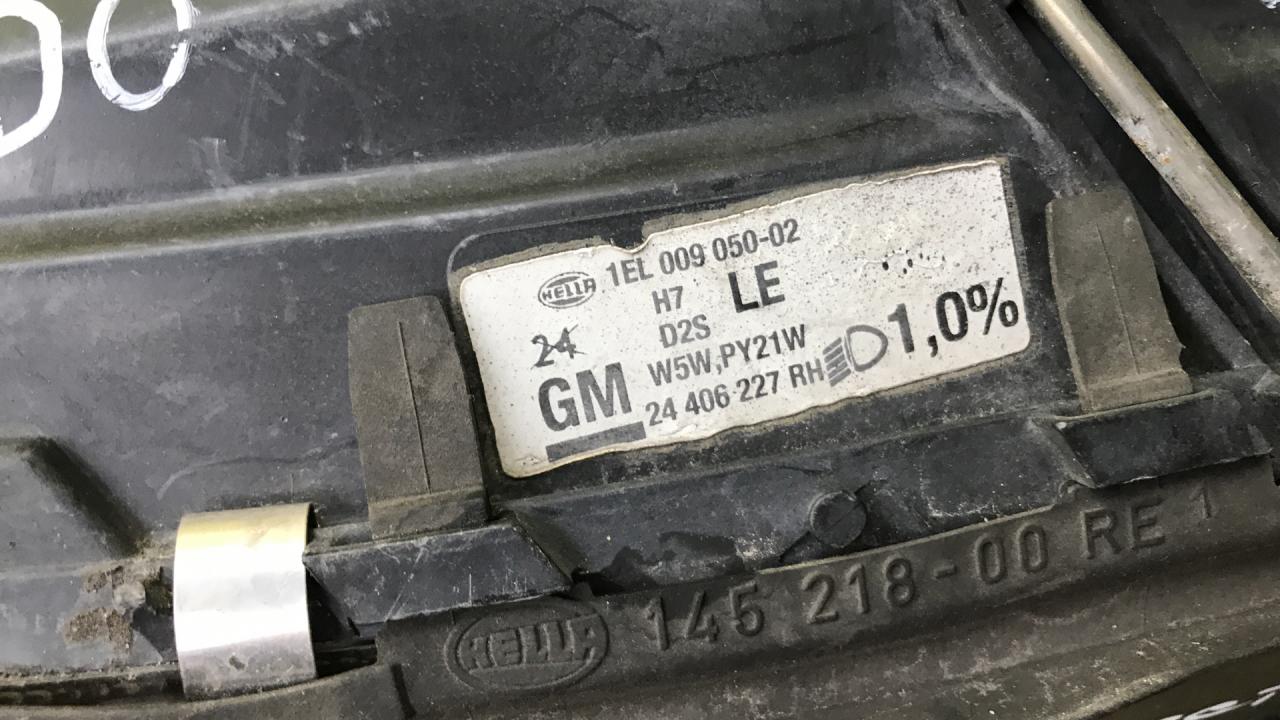 DO
HELLA 1EL 009 050-02
H7 LE
D2S
W5W,PY21W
24
GM 24 406 227 RH
1,0%
HELLA 145 218-00 RE 1